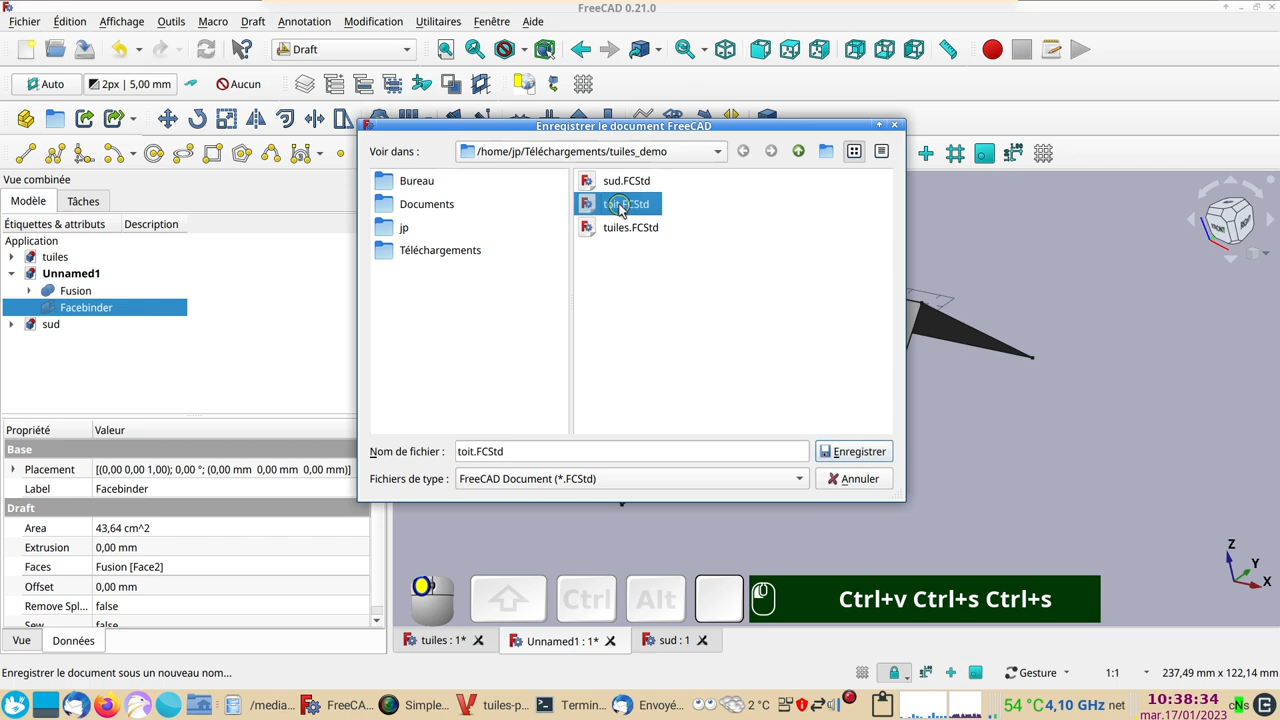 FreeCAD 0.21.0
Fichier Édition Affichage Outils Macro Draft Annotation Modification Utilitaires Fenêtre Aide
Draft
Auto 2px | 5,00 mm Aucun
Enregistrer le document FreeCAD
Voir dans : /home/jp/Téléchargements/tuiles_demo
Bureau
Documents
jp
Téléchargements
sud.FCStd
toit.FCStd
tuiles.FCStd
Nom de fichier : toit.FCStd Enregistrer
Fichiers de type : FreeCAD Document (*.FCStd) Annuler
Vue combinée
Modèle Tâches
Étiquettes & attributs Description
Application
tuiles
Unnamed1
Fusion
Facebinder
sud
Propriété Valeur
Base
Placement [(0,00 0,00 1,00); 0,00 °; (0,00 mm 0,00 mm 0,00 mm)]
Label Facebinder
Draft
Area 43,64 cm^2
Extrusion 0,00 mm
Faces Fusion [Face2]
Offset 0,00 mm
Remove Spl... false
Sew false
Vue Données
FRONT
Z
Y
X
Ctrl Alt
Ctrl+v Ctrl+s Ctrl+s
tuiles : 1* Unnamed1 : 1* sud : 1
Enregistrer le document sous un nouveau nom...
Gesture 1:1 237,49 mm x 122,14 mm
/media... FreeCA... Simple... tuiles-p... Termin... Envoyé... 2 °C
54 °C 4,10 GHz net
10:38:34
mar.17/01/2023
cNs